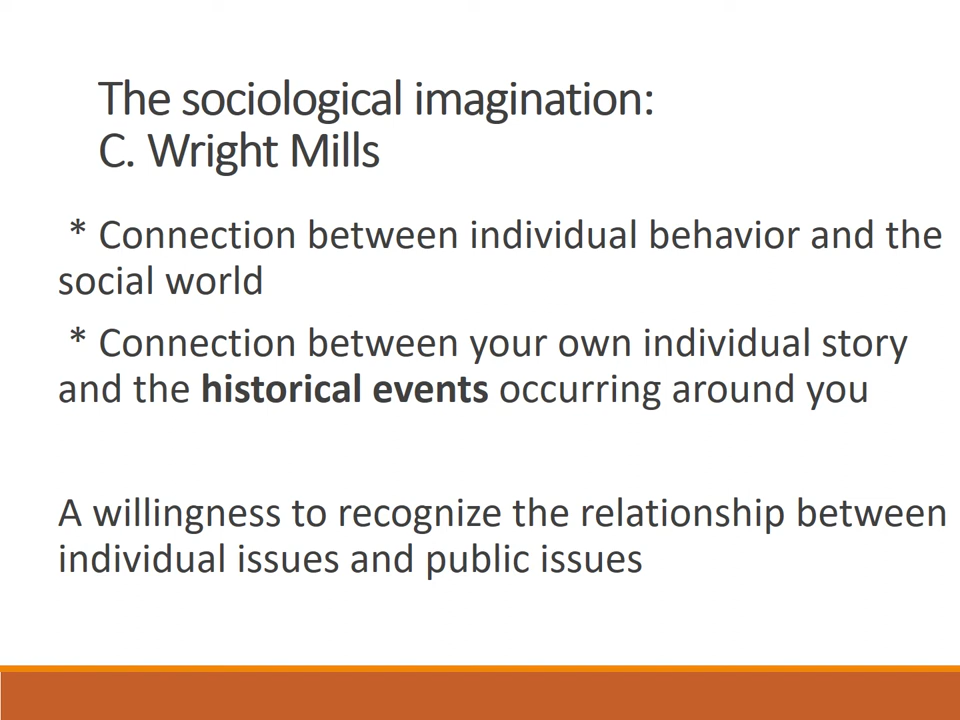 The sociological imagination:
C. Wright Mills
* Connection between individual behavior and the
social world
* Connection between your own individual story
and the historical events occurring around you
A willingness to recognize the relationship between
individual issues and public issues